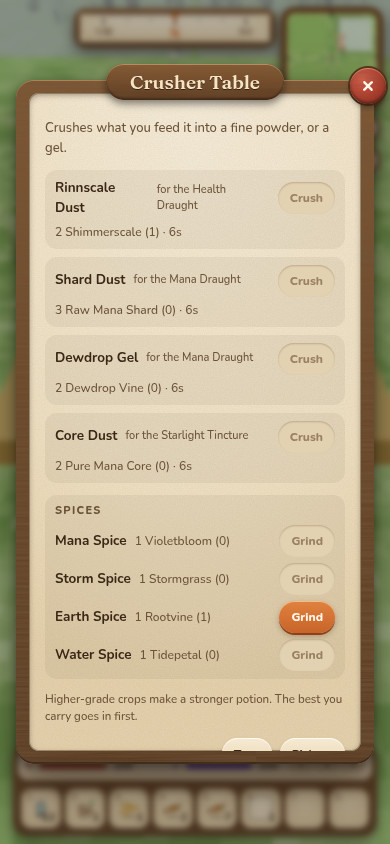 Crusher Table
Crushes what you feed it into a fine powder, or a
gel.
Rinnscale
Dust
for the Health
Draught
Crush
2 Shimmerscale (1) · 6s
Shard Dust for the Mana Draught Crush
3 Raw Mana Shard (0) · 6s
Dewdrop Gel for the Mana Draught Crush
2 Dewdrop Vine (0) · 6s
Core Dust for the Starlight Tincture Crush
2 Pure Mana Core (0) · 6s
SPICES
Mana Spice 1 Violetbloom (0) Grind
Storm Spice 1 Stormgrass (0) Grind
Earth Spice 1 Rootvine (1) Grind
Water Spice 1 Tidepetal (0) Grind
Higher-grade crops make a stronger potion. The best you
carry goes in first.